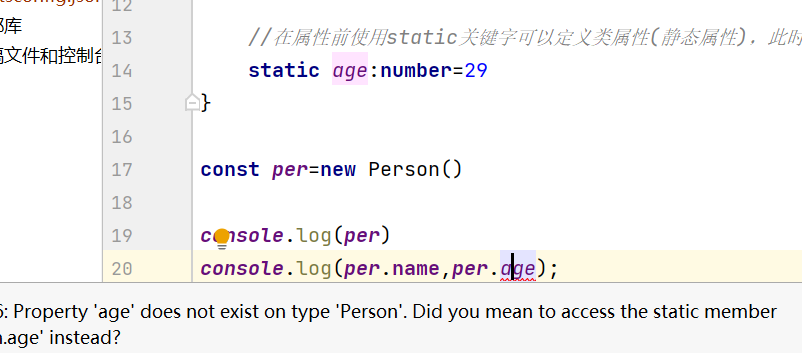 12
部库
13 //在属性前使用static关键字可以定义类属性(静态属性)，此时
文件和控制台
14 static age:number=29
15 }
16
17 const per=new Person()
18
19 console.log(per)
20 console.log(per.name,per.age);
6: Property 'age' does not exist on type 'Person'. Did you mean to access the static member
.age' instead?